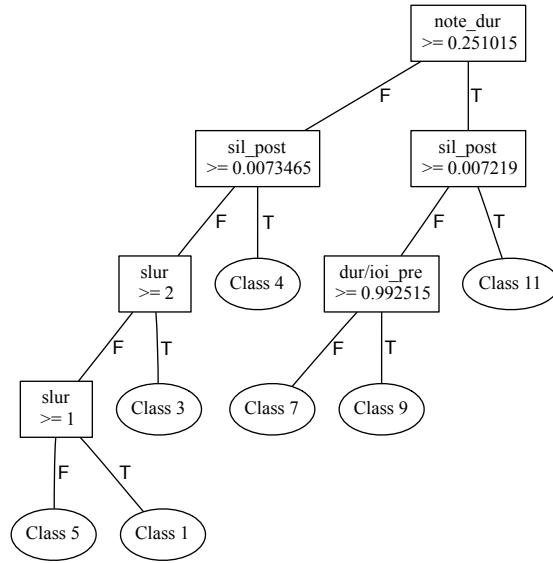 note_dur
>= 0.251015
F
T
sil_post
>= 0.0073465
sil_post
>= 0.007219
F
T
F
T
slur
>= 2
Class 4
dur/ioi_pre
>= 0.992515
Class 11
F
T
F
T
slur
>= 1
Class 3
Class 7
Class 9
F
T
Class 5
Class 1